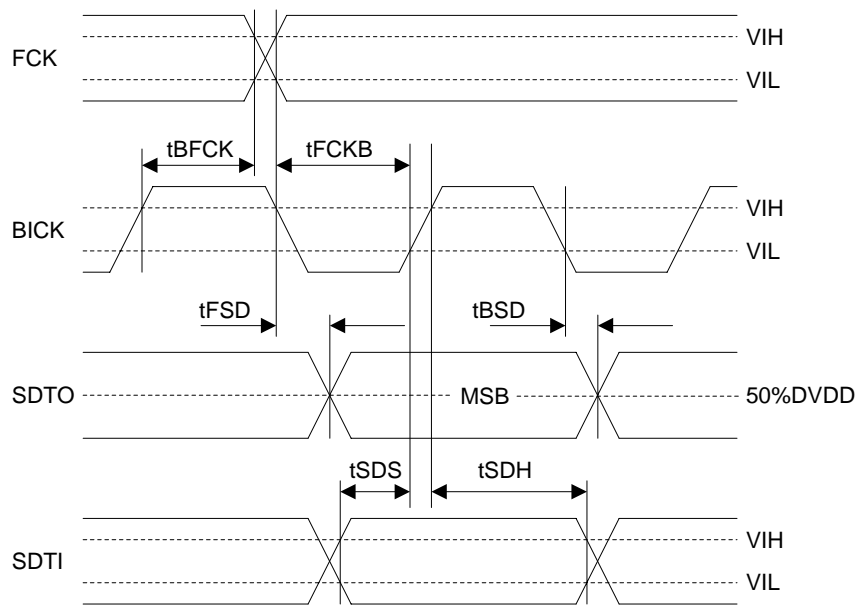 FCK
VIH
VIL
tBFCK
tFCKB
BICK
VIH
VIL
tFSD
tBSD
SDTO
MSB
50%DVDD
tSDS
tSDH
SDTI
VIH
VIL